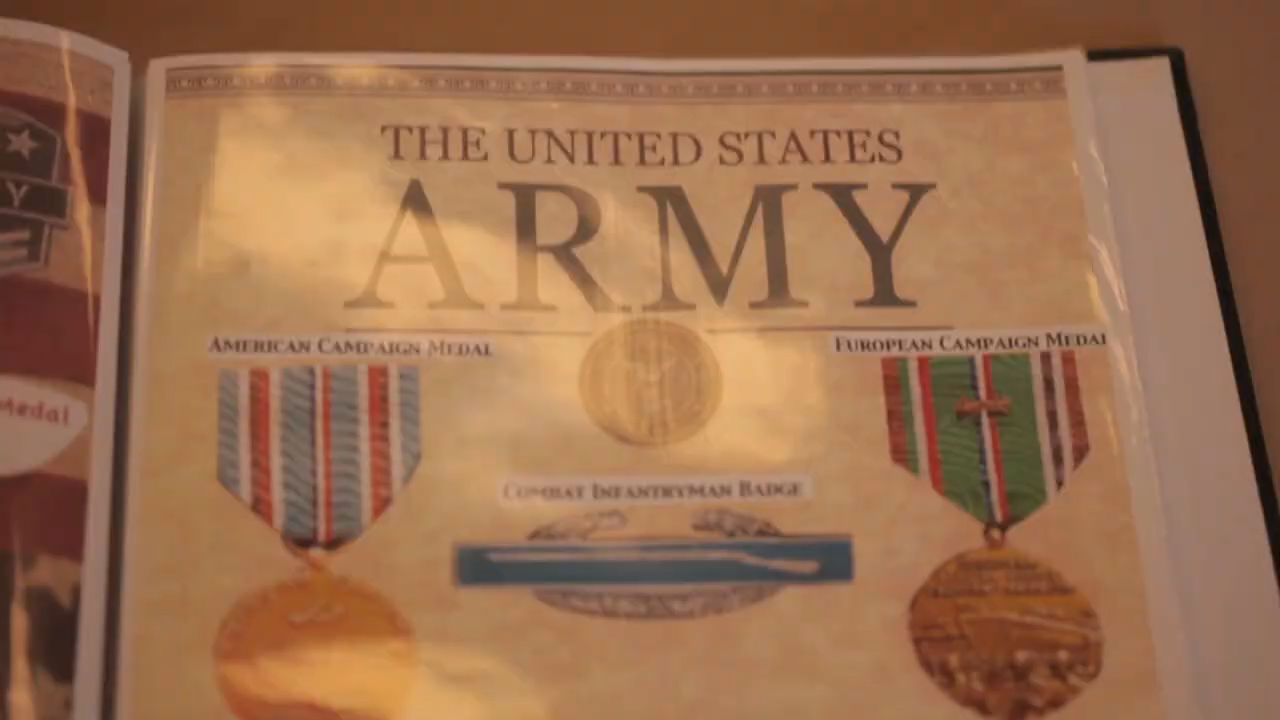 THE UNITED STATES
ARMY
AMERICAN CAMPAIGN MEDAL
EUROPEAN CAMPAIGN MEDAL
COMBAT INFANTRYMAN BADGE
Medal
Y